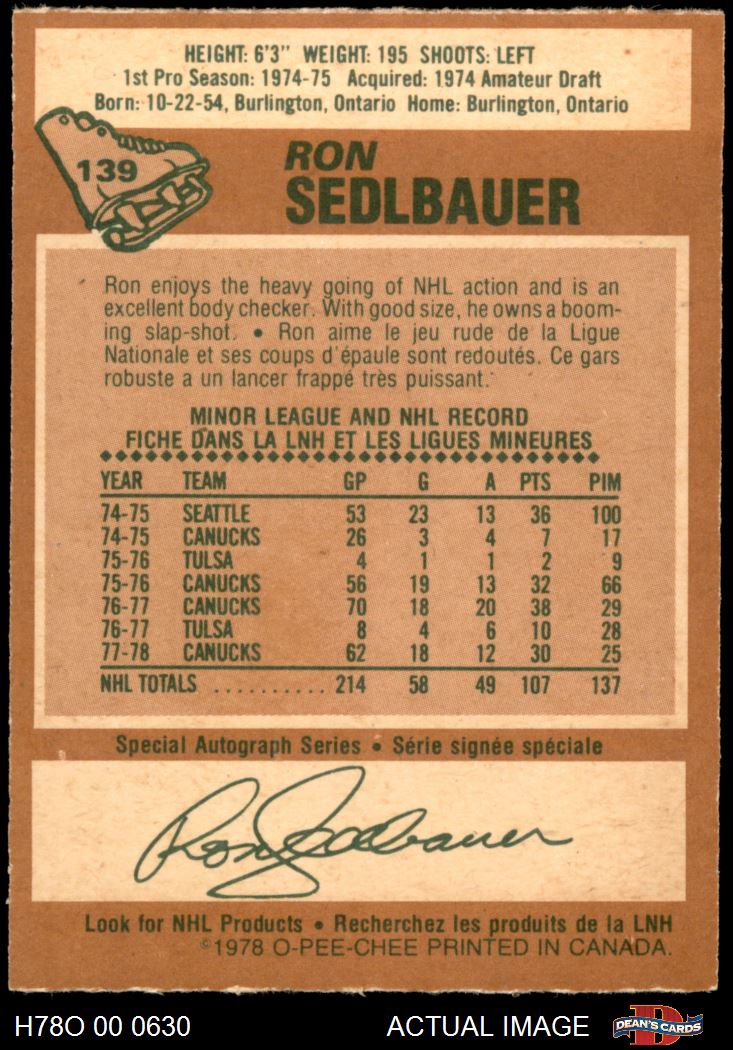 HEIGHT: 6'3" WEIGHT: 195 SHOOTS: LEFT
1st Pro Season: 1974-75 Acquired: 1974 Amateur Draft
Born: 10-22-54, Burlington, Ontario Home: Burlington, Ontario
139
RON
SEDLBAUER
Ron enjoys the heavy going of NHL action and is an
excellent body checker. With good size, he owns a boom-
ing slap-shot. • Ron aime le jeu rude de la Ligue
Nationale et ses coups d'épaule sont redoutés. Ce gars
robuste a un lancer frappé très puissant.
MINOR LEAGUE AND NHL RECORD
FICHE DANS LA LNH ET LES LIGUES MINEURES
YEAR TEAM GP G A PTS PIM
74-75 SEATTLE 53 23 13 36 100
74-75 CANUCKS 26 3 4 7 17
75-76 TULSA 4 1 1 2 9
75-76 CANUCKS 56 19 13 32 66
76-77 CANUCKS 70 18 20 38 29
76-77 TULSA 8 4 6 10 28
77-78 CANUCKS 62 18 12 30 25
NHL TOTALS .......... 214 58 49 107 137
Special Autograph Series • Série signée spéciale
Ron Sedlbauer
Look for NHL Products • Recherchez les produits de la LNH
©1978 O-PEE-CHEE PRINTED IN CANADA.
H78O 00 0630 ACTUAL IMAGE D DEAN'S CARDS